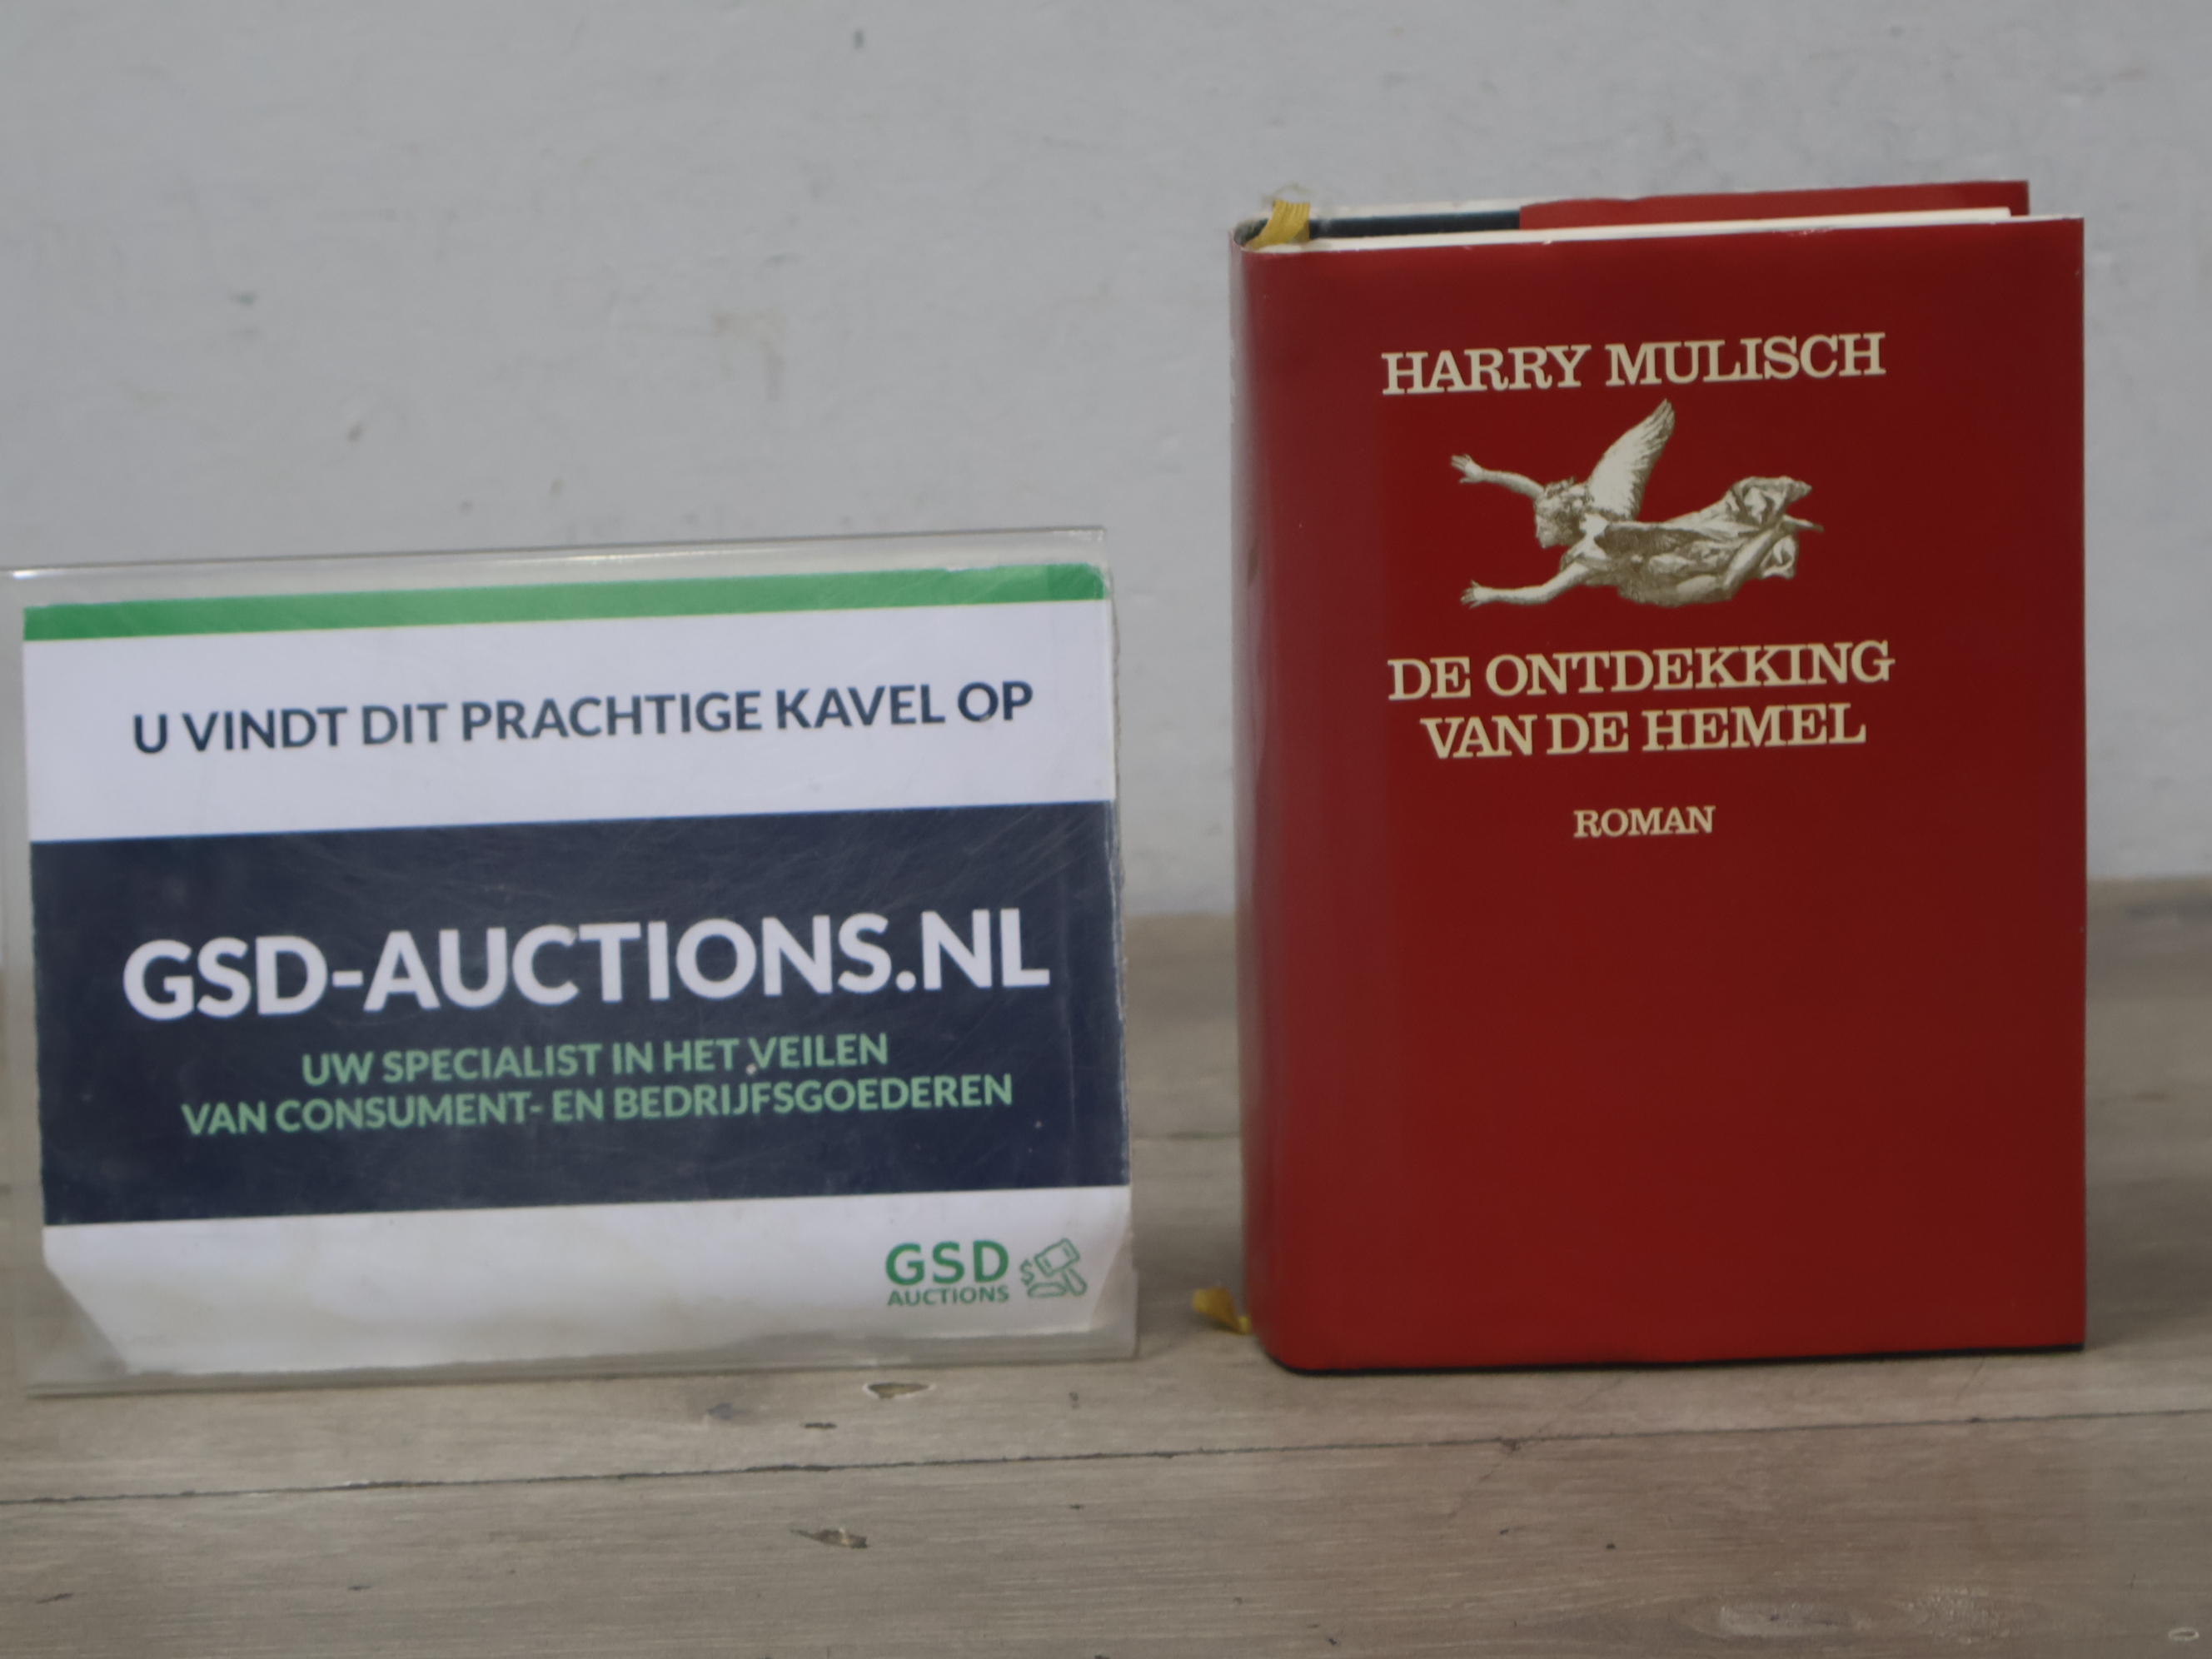 U VINDT DIT PRACHTIGE KAVEL OP
GSD-AUCTIONS.NL
UW SPECIALIST IN HET VEILEN
VAN CONSUMENT- EN BEDRIJFSGOEDEREN
GSD
AUCTIONS
HARRY MULISCH
DE ONTDEKKING
VAN DE HEMEL
ROMAN